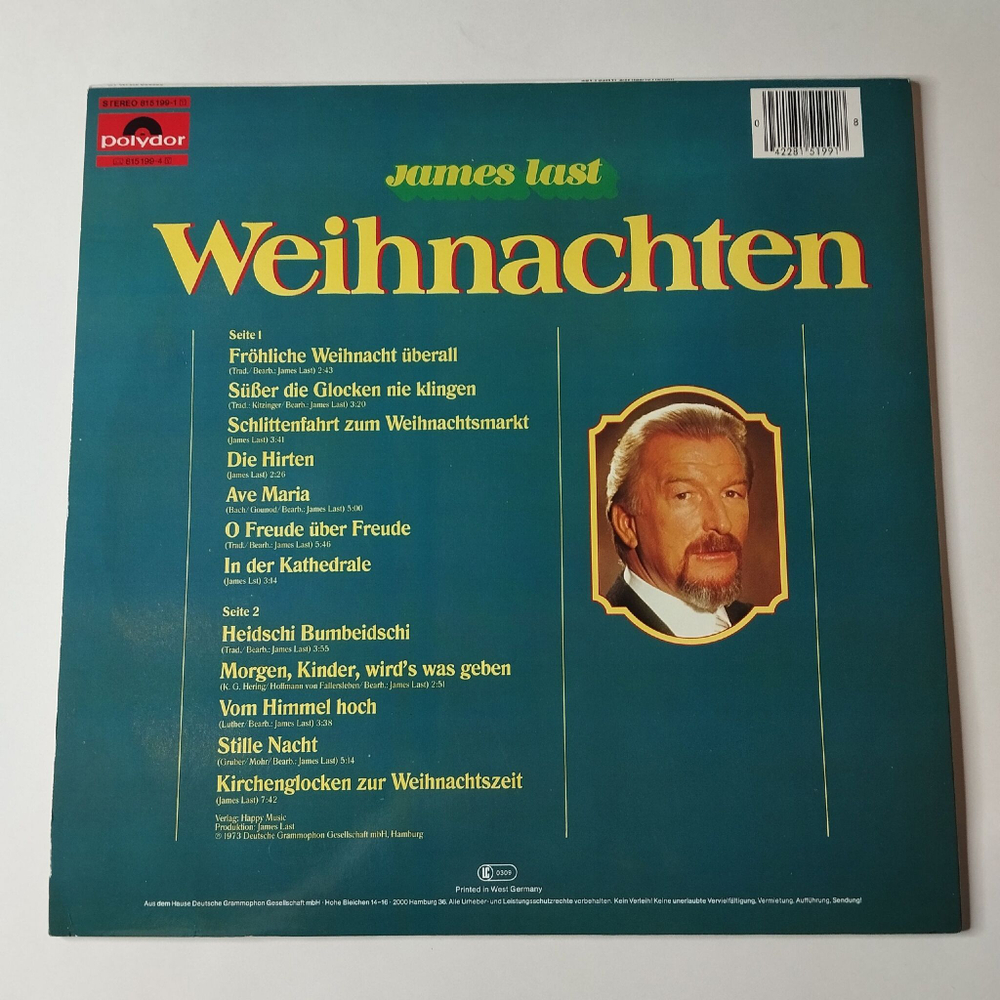 STEREO 815 199-1
polydor
815 199-4
0
42281 51991
8
James Last
Weihnachten
Seite 1
Fröhliche Weihnacht überall
(Trad./Bearb.: James Last) 2:43
Süßer die Glocken nie klingen
(Trad.: Kitzinger/Bearb.: James Last) 3:20
Schlittenfahrt zum Weihnachtsmarkt
(James Last) 3:41
Die Hirten
(James Last) 2:26
Ave Maria
(Bach/Gounod/Bearb.: James Last) 5:00
O Freude über Freude
(Trad./Bearb.: James Last) 5:46
In der Kathedrale
(James Lst) 3:14
Seite 2
Heidschi Bumbeidschi
(Trad./Bearb.: James Last) 3:55
Morgen, Kinder, wird's was geben
(K. G. Hering/Hoffmann von Fallersleben/Bearb.: James Last) 2:51
Vom Himmel hoch
(Luther/Bearb.: James Last) 3:38
Stille Nacht
(Gruber/Mohr/Bearb.: James Last) 5:14
Kirchenglocken zur Weihnachtszeit
(James Last) 7:42
Verlag: Happy Music
Produktion: James Last
℗ 1973 Deutsche Grammophon Gesellschaft mbH, Hamburg
LC 0309
Printed in West Germany
Aus dem Hause Deutsche Grammophon Gesellschaft mbH · Hohe Bleichen 14-16 · 2000 Hamburg 36. Alle Urheber- und Leistungsschutzrechte vorbehalten. Kein Verleih! Keine unerlaubte Vervielfältigung, Vermietung, Aufführung, Sendung!